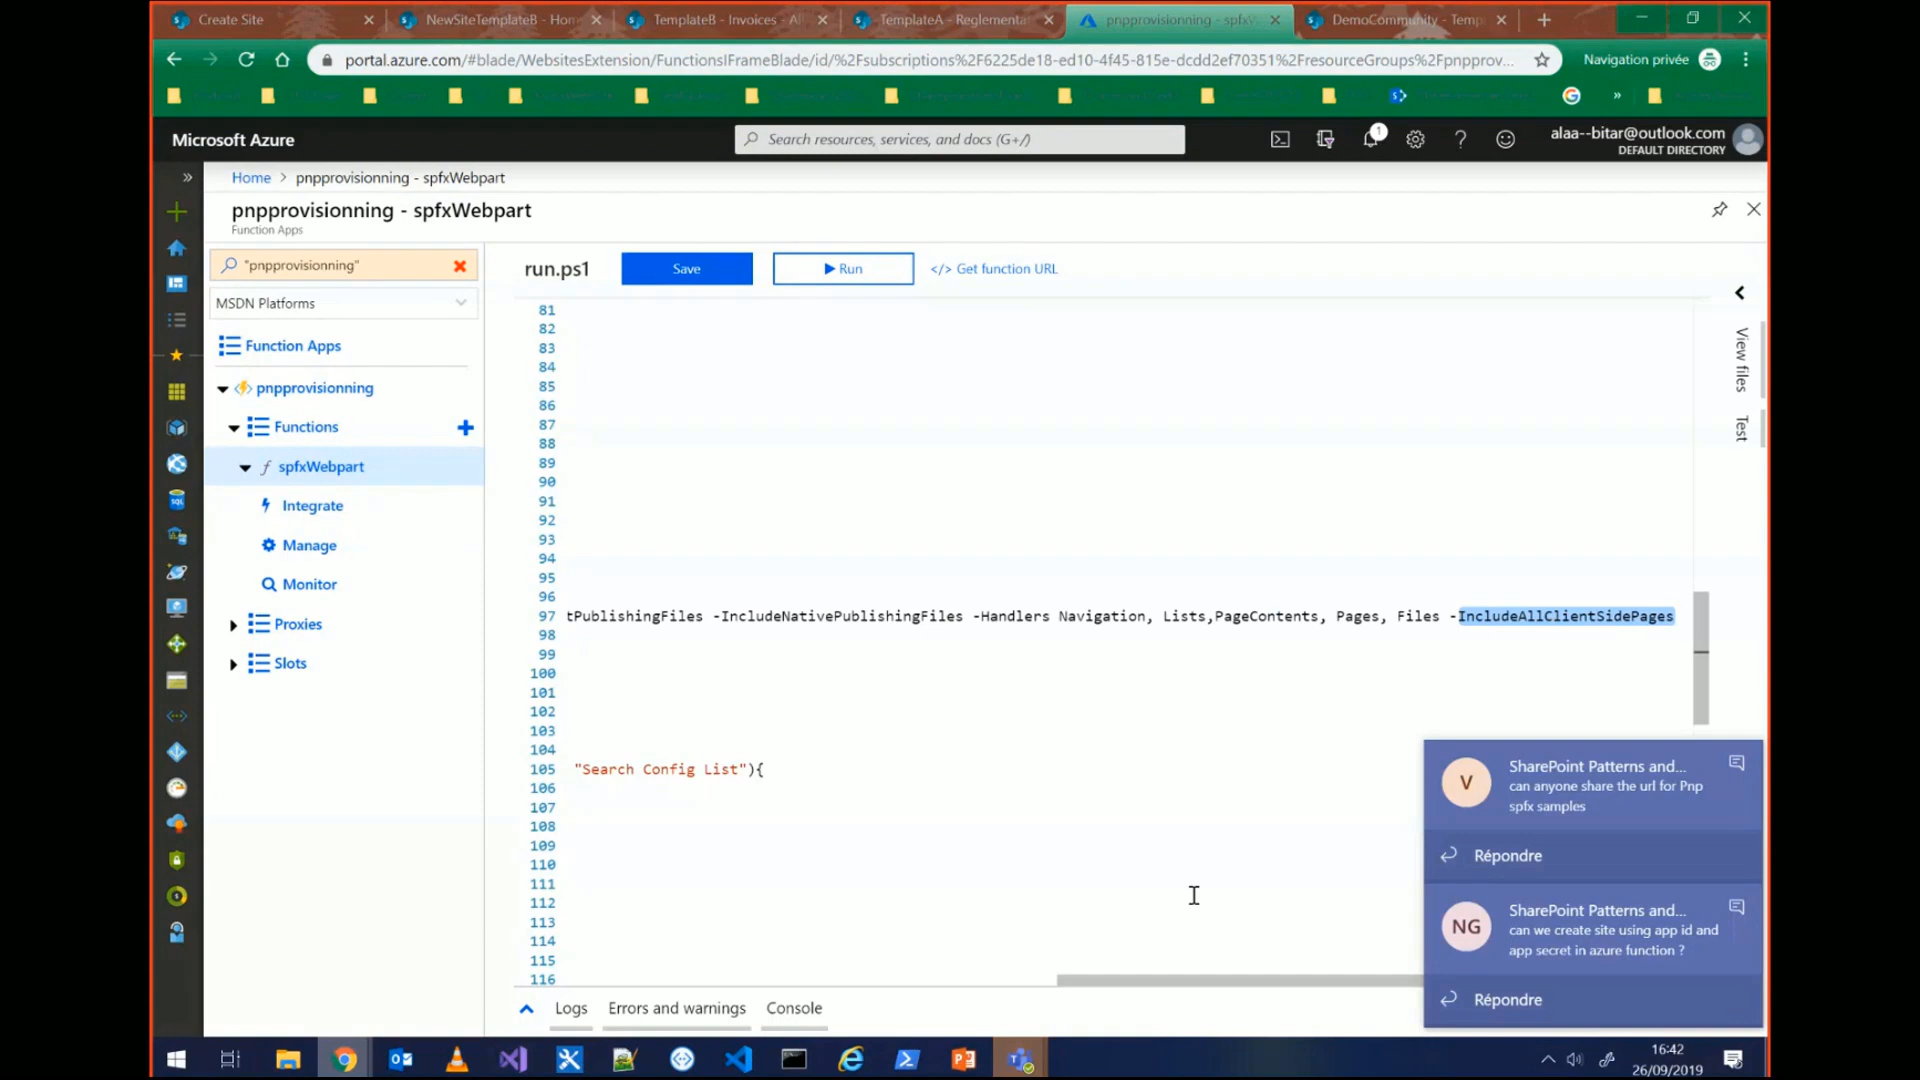 Create Site
NewSiteTemplateB - Hon
TemplateB - Invoices - Al
TemplateA - Reglementa
pnpprovisionning - spfxV
DemoCommunity - Temp
portal.azure.com/#blade/WebsitesExtension/FunctionsIFrameBlade/id/%2Fsubscriptions%2F6225de18-ed10-4f45-815e-dcdd2ef70351%2FresourceGroups%2Fpnpprov...
Navigation privée
Microsoft Azure
Search resources, services, and docs (G+/)
1
alaa--bitar@outlook.com
DEFAULT DIRECTORY
Home > pnpprovisionning - spfxWebpart
pnpprovisionning - spfxWebpart
Function Apps
"pnpprovisionning"
MSDN Platforms
Function Apps
pnpprovisionning
Functions
spfxWebpart
Integrate
Manage
Monitor
Proxies
Slots
run.ps1
Save
Run
</> Get function URL
View files
Test
81
82
83
84
85
86
87
88
89
90
91
92
93
94
95
96
97 tPublishingFiles -IncludeNativePublishingFiles -Handlers Navigation, Lists,PageContents, Pages, Files -IncludeAllClientSidePages
98
99
100
101
102
103
104
105 "Search Config List"){
106
107
108
109
110
111
112
113
114
115
116
Logs
Errors and warnings
Console
V
SharePoint Patterns and...
can anyone share the url for Pnp
spfx samples
Répondre
NG
SharePoint Patterns and...
can we create site using app id and
app secret in azure function ?
Répondre
16:42
26/09/2019